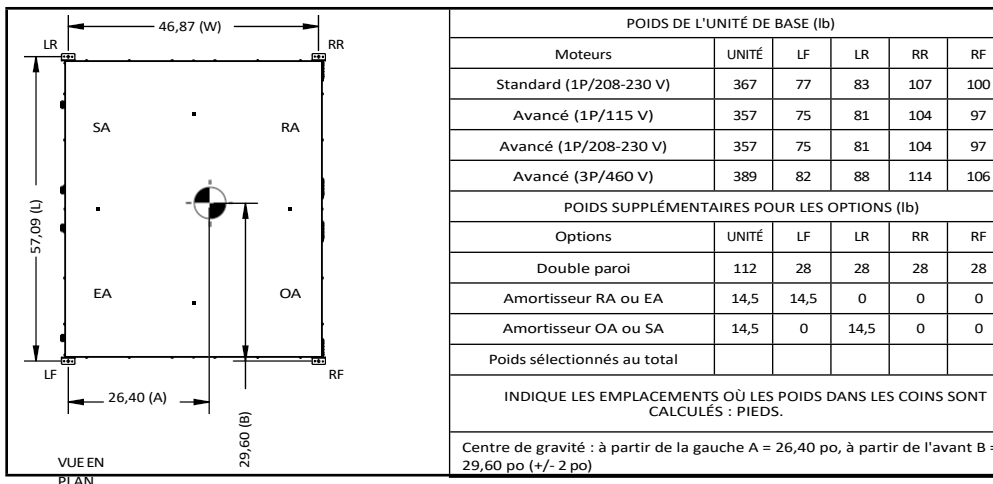 46,87 (W)
LR
RR
SA
RA
57,09 (L)
EA
OA
LF
RF
26,40 (A)
29,60 (B)
VUE EN
PLAN
POIDS DE L'UNITÉ DE BASE (lb)
Moteurs UNITÉ LF LR RR RF
Standard (1P/208-230 V) 367 77 83 107 100
Avancé (1P/115 V) 357 75 81 104 97
Avancé (1P/208-230 V) 357 75 81 104 97
Avancé (3P/460 V) 389 82 88 114 106
POIDS SUPPLÉMENTAIRES POUR LES OPTIONS (lb)
Options UNITÉ LF LR RR RF
Double paroi 112 28 28 28 28
Amortisseur RA ou EA 14,5 14,5 0 0 0
Amortisseur OA ou SA 14,5 0 14,5 0 0
Poids sélectionnés au total
INDIQUE LES EMPLACEMENTS OÙ LES POIDS DANS LES COINS SONT
CALCULÉS : PIEDS.
Centre de gravité : à partir de la gauche A = 26,40 po, à partir de l'avant B =
29,60 po (+/- 2 po)